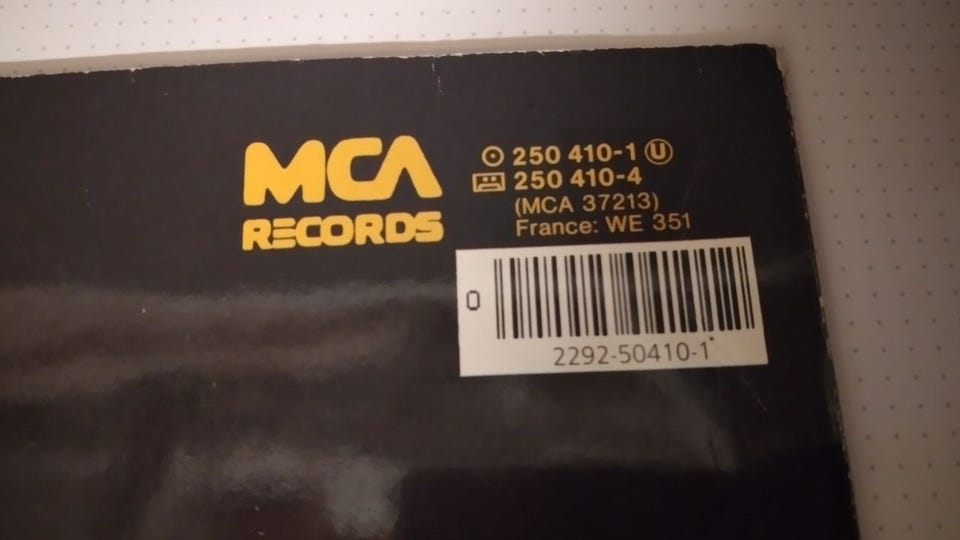 MCA
RECORDS
250 410-1 U
250 410-4
(MCA 37213)
France: WE 351
0
2292-50410-1